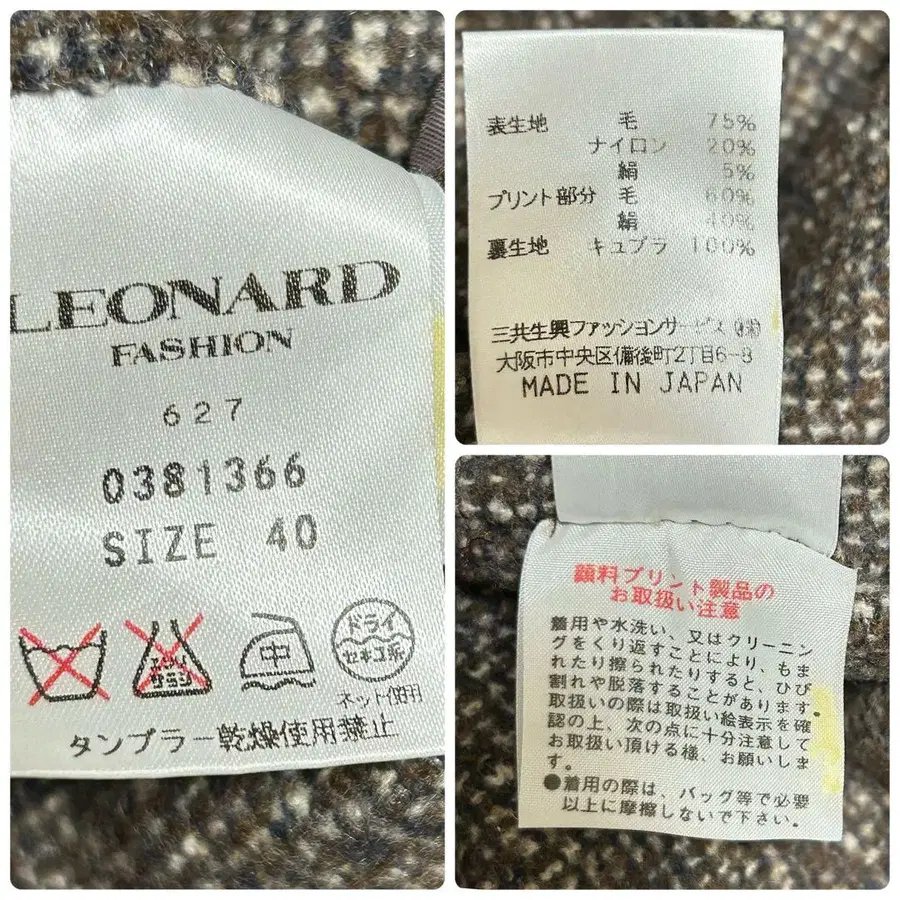 LEONARD
FASHION
627
0381366
SIZE 40
エンソ
サラシ
中
ドライ
セキユ系
ネット使用
タンブラー乾燥使用禁止
表生地 毛 75%
ナイロン 20%
絹 5%
プリント部分 毛 60%
絹 40%
裏生地 キュプラ 100%
三共生興ファッションサービス(株)
大阪市中央区備後町2丁目6-8
MADE IN JAPAN
顔料プリント製品の
お取扱い注意
着用や水洗い、又はクリーニン
グをくり返すことにより、もま
れたり擦られたりすると、ひび
割れや脱落することがあります。
取扱いの際は取扱い絵表示を確
認の上、次の点に十分注意して
お取扱い頂ける様、お願いしま
す。
●着用の際は、バッグ等で必要
以上に摩擦しないで下さい。